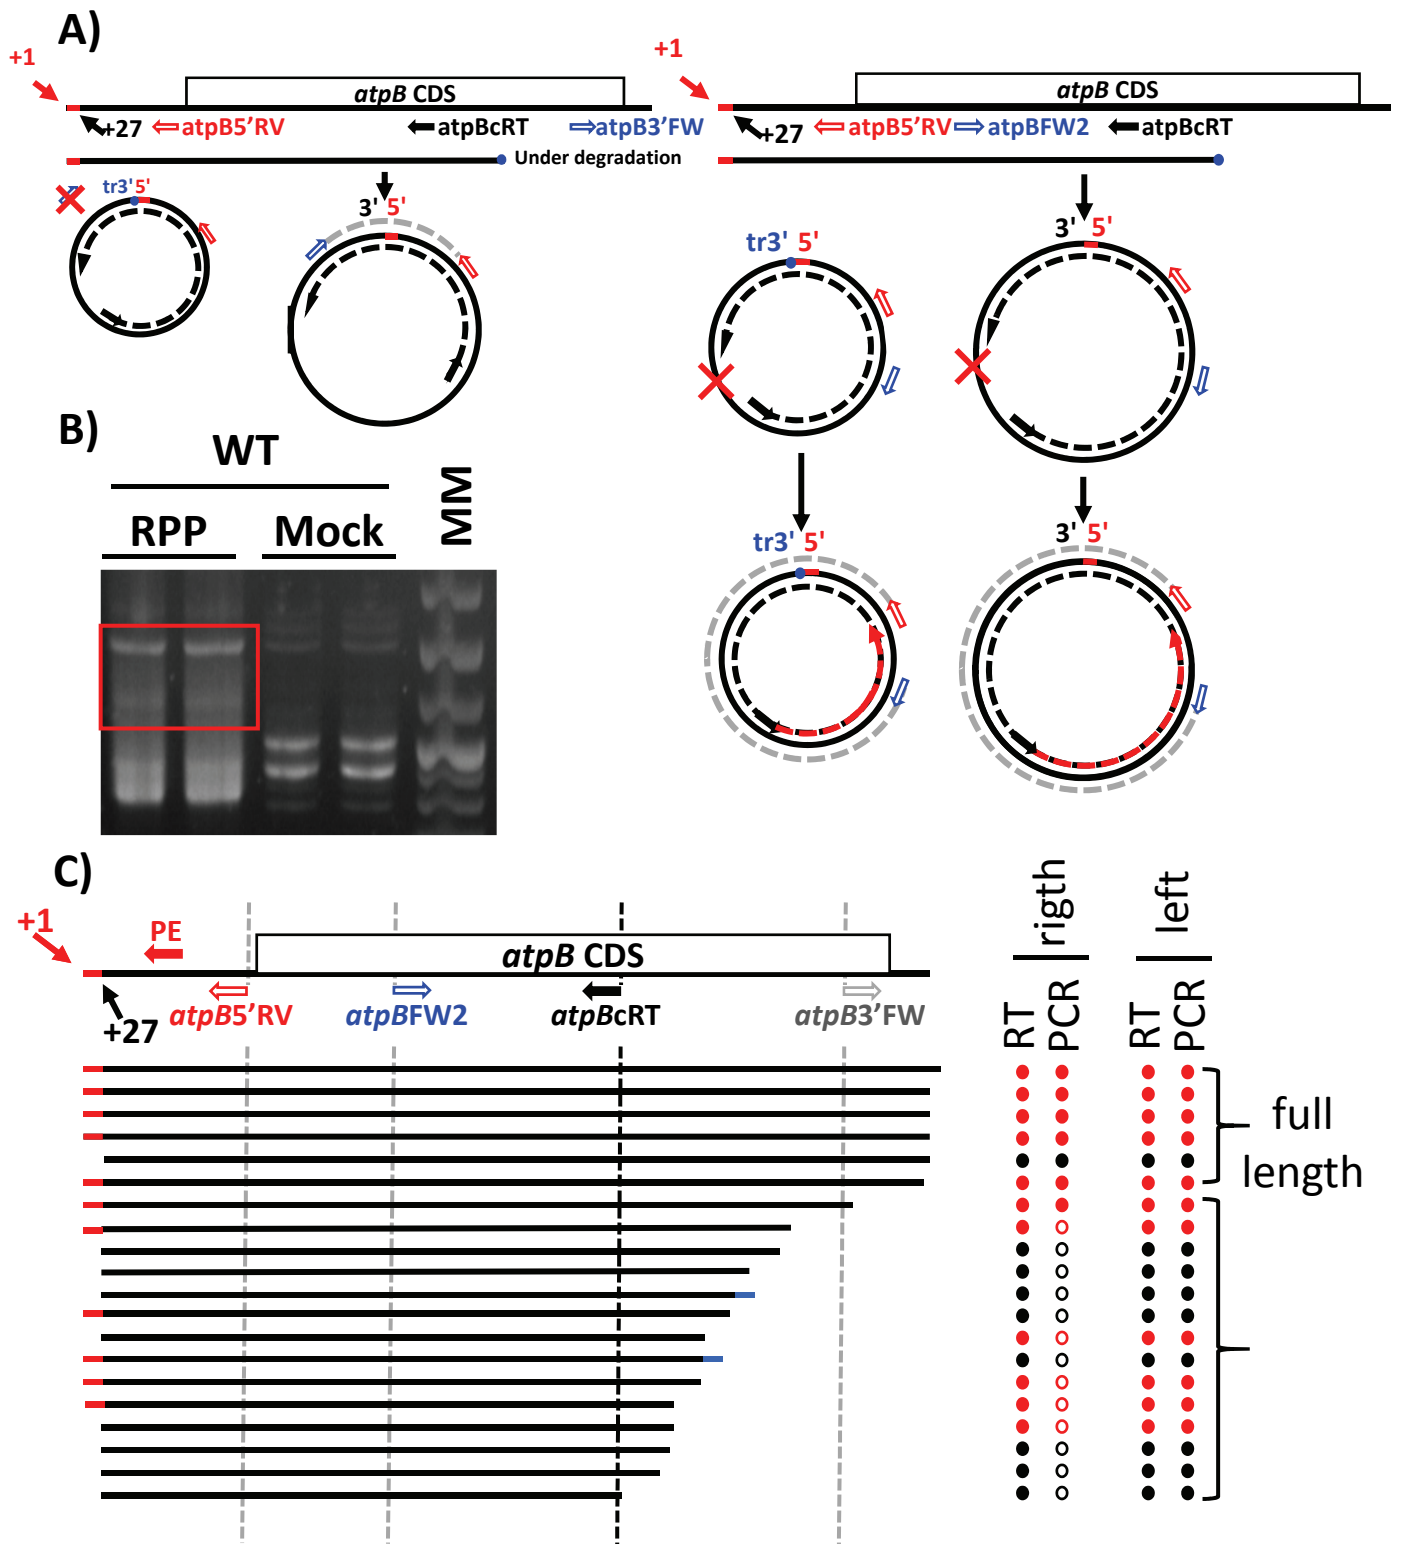 A)
+1
atpB CDS
+27
atpB5'RV
atpBcRT
atpB3'FW
Under degradation
tr3' 5'
3' 5'
+1
atpB CDS
+27
atpB5'RV
atpBFW2
atpBcRT
tr3' 5'
3' 5'
tr3' 5'
3' 5'
B)
WT
RPP
Mock
MM
C)
+1
PE
atpB CDS
+27
atpB5'RV
atpBFW2
atpBcRT
atpB3'FW
rigth
left
RT
PCR
RT
PCR
full
length